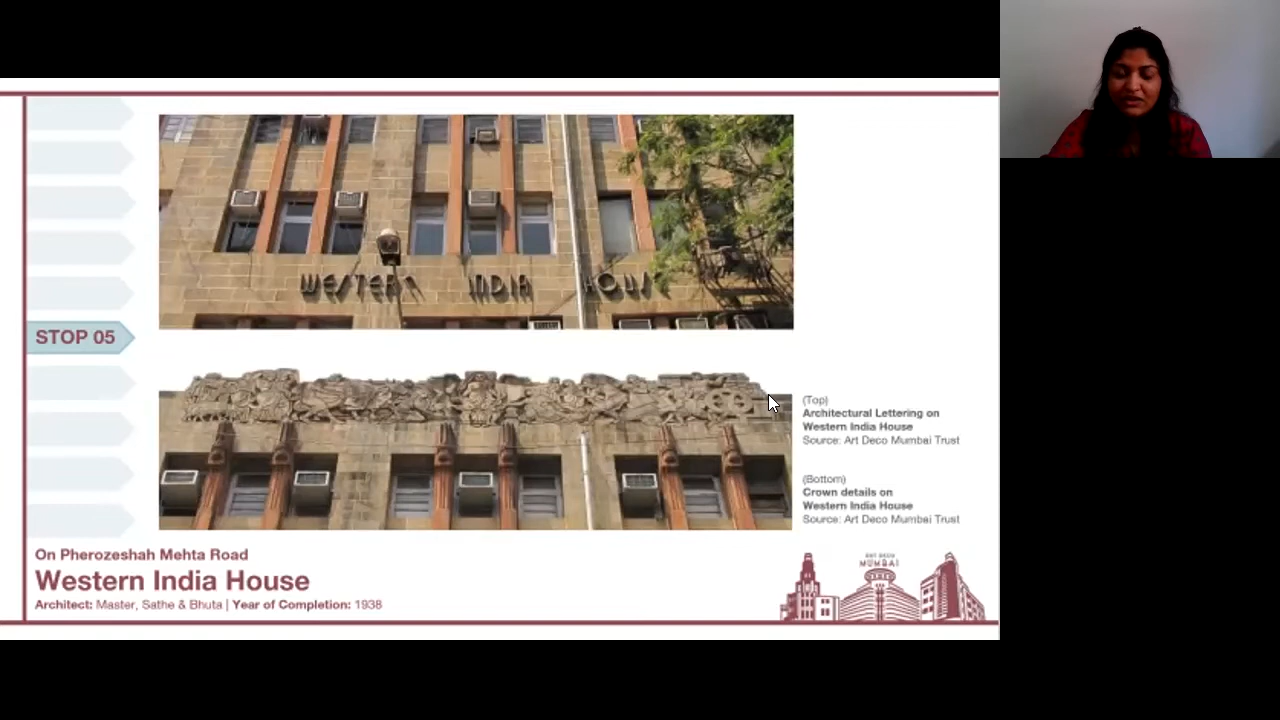 WESTERN INDIA HOUSE
STOP 05
(Top)
Architectural Lettering on
Western India House
Source: Art Deco Mumbai Trust
(Bottom)
Crown details on
Western India House
Source: Art Deco Mumbai Trust
On Pherozeshah Mehta Road
Western India House
Architect: Master, Sathe & Bhuta | Year of Completion: 1938
ART DECO
MUMBAI